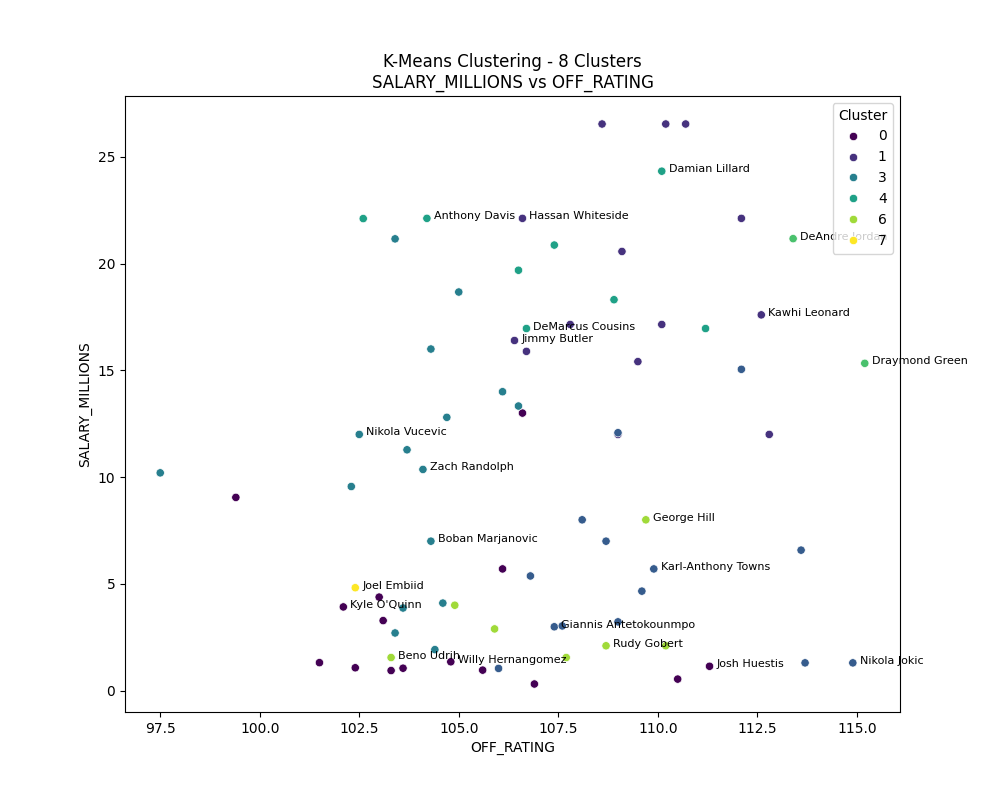 K-Means Clustering - 8 Clusters
SALARY_MILLIONS vs OFF_RATING
Cluster
0
1
3
4
6
7
Damian Lillard
Anthony Davis
Hassan Whiteside
DeAndre Jordan
Kawhi Leonard
DeMarcus Cousins
Jimmy Butler
Draymond Green
Nikola Vucevic
Zach Randolph
George Hill
Boban Marjanovic
Karl-Anthony Towns
Joel Embiid
Kyle O'Quinn
Giannis Antetokounmpo
Rudy Gobert
Beno Udrih
Willy Hernangomez
Josh Huestis
Nikola Jokic
25
20
15
10
5
0
SALARY_MILLIONS
97.5 100.0 102.5 105.0 107.5 110.0 112.5 115.0
OFF_RATING